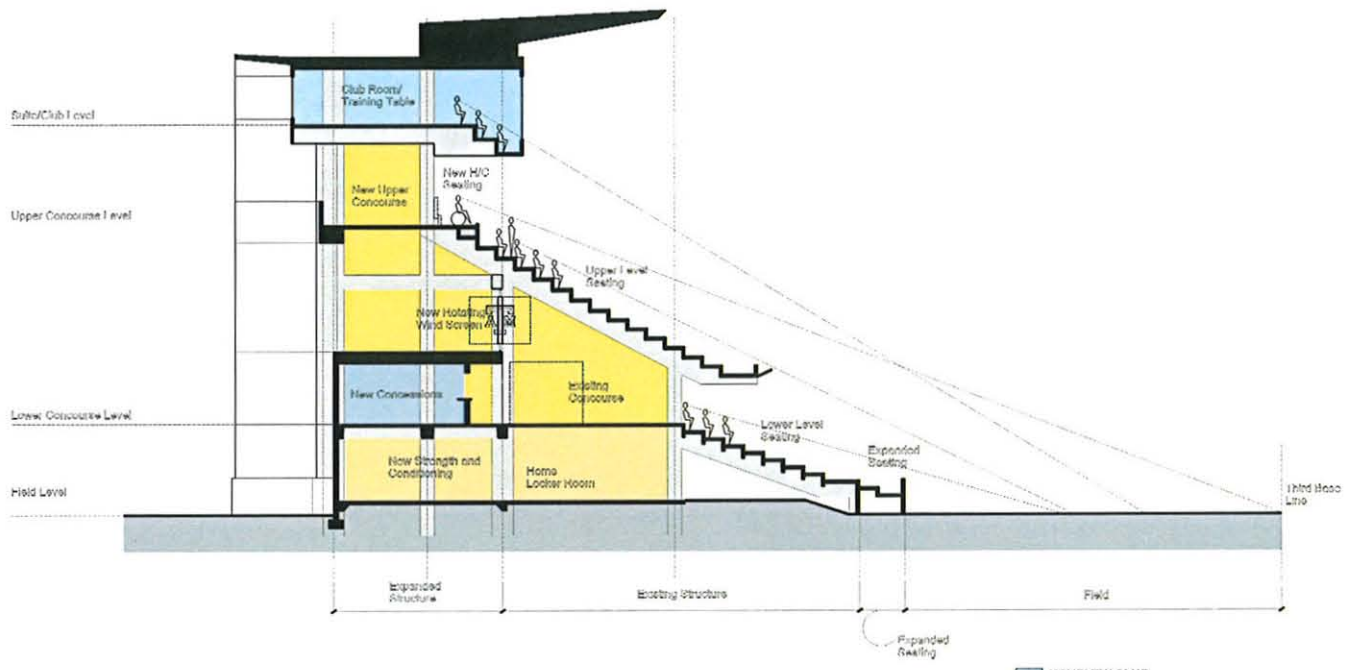 Club Room/
Training Table
Suite/Club Level
New H/C
Seating
New Upper
Concourse
Upper Concourse Level
Upper Level
Seating
New Rotating
Wind Screen
New Concessions
Existing
Concourse
Lower Concourse Level
Lower Level
Seating
Expanded
Seating
New Strength and
Conditioning
Home
Locker Room
Field Level
Third Base
Line
Expanded
Structure
Existing Structure
Field
Expanded
Seating